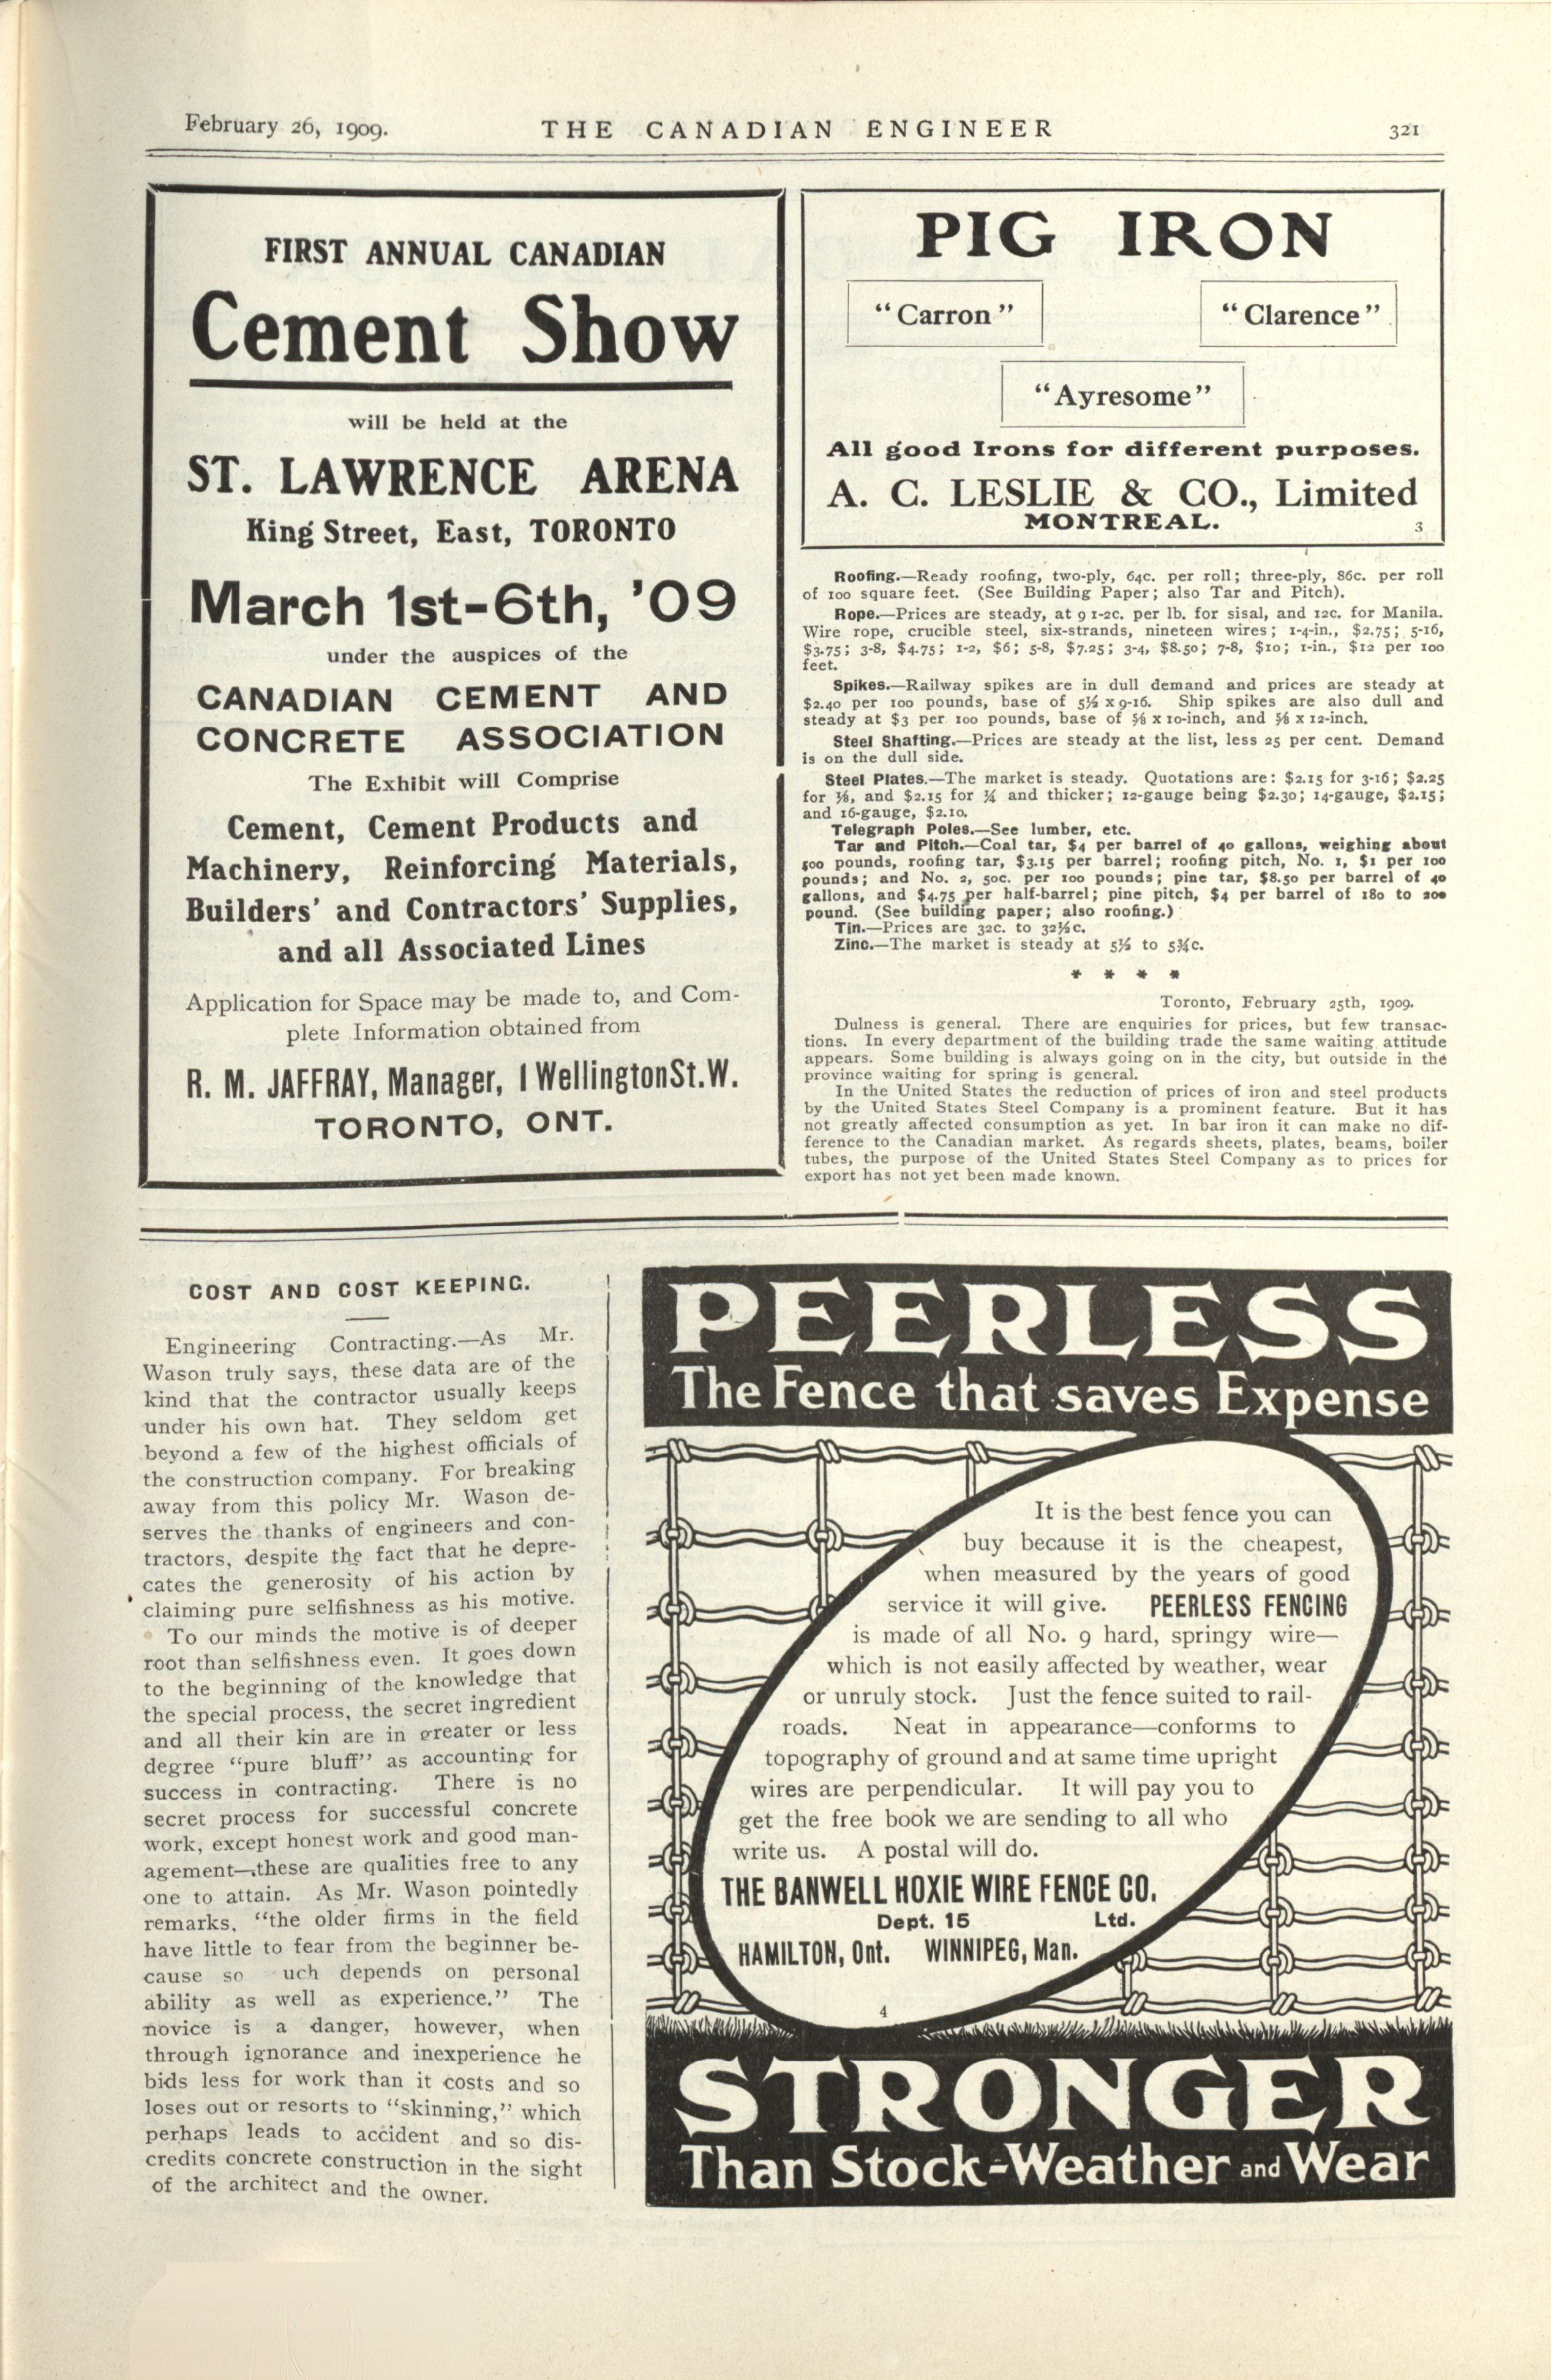 February 26, 1909.
THE CANADIAN ENGINEER
321
FIRST ANNUAL CANADIAN
Cement Show
will be held at the
ST. LAWRENCE ARENA
King Street, East, TORONTO
March 1st-6th, '09
under the auspices of the
CANADIAN CEMENT AND
CONCRETE ASSOCIATION
The Exhibit will Comprise
Cement, Cement Products and
Machinery, Reinforcing Materials,
Builders' and Contractors' Supplies,
and all Associated Lines
Application for Space may be made to, and Com-
plete Information obtained from
R. M. JAFFRAY, Manager, 1 Wellington St. W.
TORONTO, ONT.
PIG IRON
"Carron"
"Clarence"
"Ayresome"
All good Irons for different purposes.
A. C. LESLIE & CO., Limited
MONTREAL.
3
Roofing.—Ready roofing, two-ply, 64c. per roll; three-ply, 86c. per roll
of 100 square feet. (See Building Paper; also Tar and Pitch).
Rope.—Prices are steady, at 9 1-2c. per lb. for sisal, and 12c. for Manila.
Wire rope, crucible steel, six-strands, nineteen wires; 1-4-in., $2.75; 5-16,
$3.75; 3-8, $4.75; 1-2, $6; 5-8, $7.25; 3-4, $8.50; 7-8, $10; 1-in., $12 per 100
feet.
Spikes.—Railway spikes are in dull demand and prices are steady at
$2.40 per 100 pounds, base of 5½ x 9-16. Ship spikes are also dull and
steady at $3 per 100 pounds, base of ⅝ x 10-inch, and ⅝ x 12-inch.
Steel Shafting.—Prices are steady at the list, less 25 per cent. Demand
is on the dull side.
Steel Plates.—The market is steady. Quotations are: $2.15 for 3-16; $2.25
for ⅛, and $2.15 for ¼ and thicker; 12-gauge being $2.30; 14-gauge, $2.15;
and 16-gauge, $2.10.
Telegraph Poles.—See lumber, etc.
Tar and Pitch.—Coal tar, $4 per barrel of 40 gallons, weighing about
500 pounds, roofing tar, $3.15 per barrel; roofing pitch, No. 1, $1 per 100
pounds; and No. 2, 50c. per 100 pounds; pine tar, $8.50 per barrel of 40
gallons, and $4.75 per half-barrel; pine pitch, $4 per barrel of 180 to 200
pound. (See building paper; also roofing.)
Tin.—Prices are 32c. to 32½c.
Zinc.—The market is steady at 5½ to 5¾c.
* * * *
Toronto, February 25th, 1909.
Dulness is general. There are enquiries for prices, but few transac-
tions. In every department of the building trade the same waiting attitude
appears. Some building is always going on in the city, but outside in the
province waiting for spring is general.
In the United States the reduction of prices of iron and steel products
by the United States Steel Company is a prominent feature. But it has
not greatly affected consumption as yet. In bar iron it can make no dif-
ference to the Canadian market. As regards sheets, plates, beams, boiler
tubes, the purpose of the United States Steel Company as to prices for
export has not yet been made known.
COST AND COST KEEPING.
Engineering Contracting.—As Mr.
Wason truly says, these data are of the
kind that the contractor usually keeps
under his own hat. They seldom get
beyond a few of the highest officials of
the construction company. For breaking
away from this policy Mr. Wason de-
serves the thanks of engineers and con-
tractors, despite the fact that he depre-
cates the generosity of his action by
claiming pure selfishness as his motive.
To our minds the motive is of deeper
root than selfishness even. It goes down
to the beginning of the knowledge that
the special process, the secret ingredient
and all their kin are in greater or less
degree "pure bluff" as accounting for
success in contracting. There is no
secret process for successful concrete
work, except honest work and good man-
agement—these are qualities free to any
one to attain. As Mr. Wason pointedly
remarks, "the older firms in the field
have little to fear from the beginner be-
cause so uch depends on personal
ability as well as experience." The
novice is a danger, however, when
through ignorance and inexperience he
bids less for work than it costs and so
loses out or resorts to "skinning," which
perhaps leads to accident and so dis-
credits concrete construction in the sight
of the architect and the owner.
PEERLESS
The Fence that saves Expense
It is the best fence you can
buy because it is the cheapest,
when measured by the years of good
service it will give. PEERLESS FENCING
is made of all No. 9 hard, springy wire—
which is not easily affected by weather, wear
or unruly stock. Just the fence suited to rail-
roads. Neat in appearance—conforms to
topography of ground and at same time upright
wires are perpendicular. It will pay you to
get the free book we are sending to all who
write us. A postal will do.
THE BANWELL HOXIE WIRE FENCE CO.
Dept. 15 Ltd.
HAMILTON, Ont. WINNIPEG, Man.
4
STRONGER
Than Stock-Weather and Wear